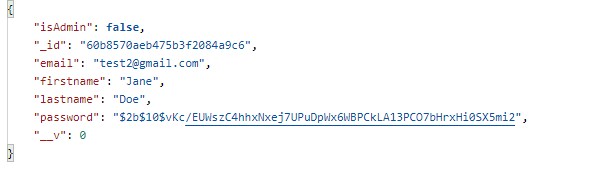 {
"isAdmin": false,
"_id": "60b8570aeb475b3f2084a9c6",
"email": "test2@gmail.com",
"firstname": "Jane",
"lastname": "Doe",
"password": "$2b$10$vKc/EUWszC4hhxNxej7UPuDpWx6WBPCkLA13PCO7bHrxHi0SX5mi2",
"__v": 0
}